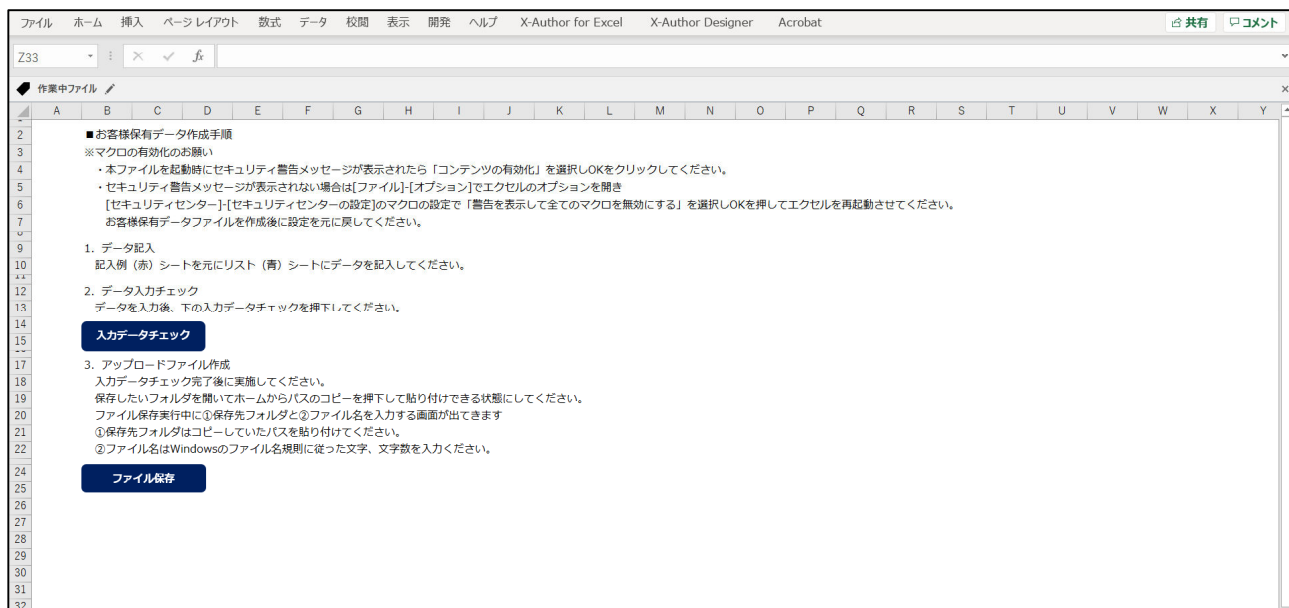 ファイル ホーム 挿入 ページ レイアウト 数式 データ 校閲 表示 開発 ヘルプ X-Author for Excel X-Author Designer Acrobat 共有 コメント
Z33 fx
作業中ファイル
A B C D E F G H I J K L M N O P Q R S T U V W X Y
2 ■お客様保有データ作成手順
3 ※マクロの有効化のお願い
4 ・本ファイルを起動時にセキュリティ警告メッセージが表示されたら「コンテンツの有効化」を選択しOKをクリックしてください。
5 ・セキュリティ警告メッセージが表示されない場合は[ファイル]-[オプション]でエクセルのオプションを開き
6 [セキュリティセンター]-[セキュリティセンターの設定]のマクロの設定で「警告を表示して全てのマクロを無効にする」を選択しOKを押してエクセルを再起動させてください。
7 お客様保有データファイルを作成後に設定を元に戻してください。
9 1．データ記入
10 記入例（赤）シートを元にリスト（青）シートにデータを記入してください。
12 2．データ入力チェック
13 データを入力後、下の入力データチェックを押下してください。
14
入力データチェック
15
17 3．アップロードファイル作成
18 入力データチェック完了後に実施してください。
19 保存したいフォルダを開いてホームからパスのコピーを押下して貼り付けできる状態にしてください。
20 ファイル保存実行中に①保存先フォルダと②ファイル名を入力する画面が出てきます
21 ①保存先フォルダはコピーしていたパスを貼り付けてください。
22 ②ファイル名はWindowsのファイル名規則に従った文字、文字数を入力ください。
24
ファイル保存
25
26
27
28
29
30
31
32